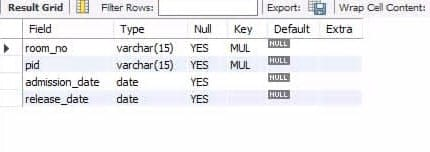 Result Grid Filter Rows: Export: Wrap Cell Content:
Field Type Null Key Default Extra
room_no varchar(15) YES MUL NULL
pid varchar(15) YES MUL NULL
admission_date date YES NULL
release_date date YES NULL